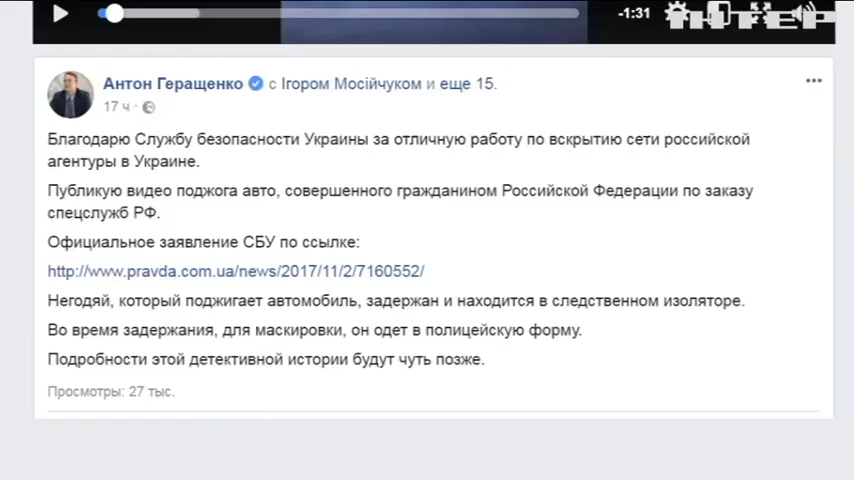 -1:31
ІНТЕР
Антон Геращенко с Ігором Мосійчуком и еще 15.
17 ч ·
Благодарю Службу безопасности Украины за отличную работу по вскрытию сети российской
агентуры в Украине.
Публикую видео поджога авто, совершенного гражданином Российской Федерации по заказу
спецслужб РФ.
Официальное заявление СБУ по ссылке:
http://www.pravda.com.ua/news/2017/11/2/7160552/
Негодяй, который поджигает автомобиль, задержан и находится в следственном изоляторе.
Во время задержания, для маскировки, он одет в полицейскую форму.
Подробности этой детективной истории будут чуть позже.
Просмотры: 27 тыс.